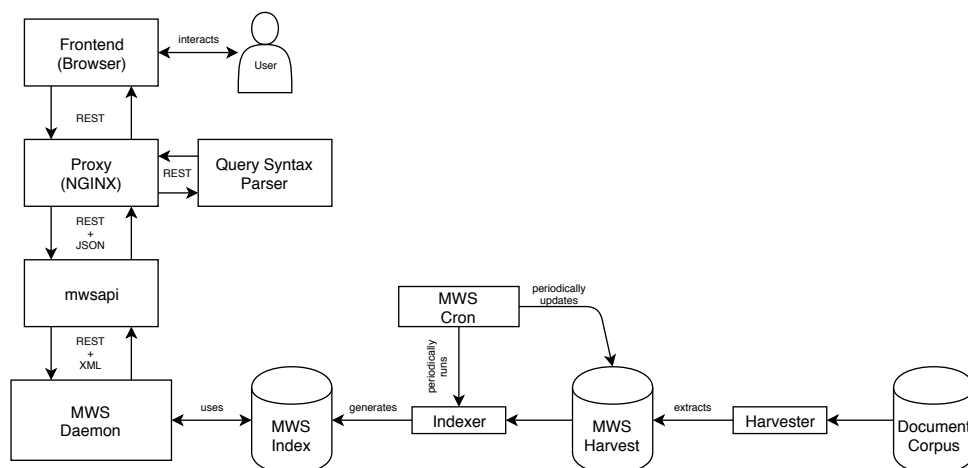 Frontend
(Browser)
interacts
User
REST
Proxy
(NGINX)
REST
Query Syntax
Parser
REST
+
JSON
mwsapi
REST
+
XML
MWS
Cron
periodically
updates
periodically
runs
MWS
Daemon
uses
MWS
Index
generates
Indexer
MWS
Harvest
extracts
Harvester
Document
Corpus